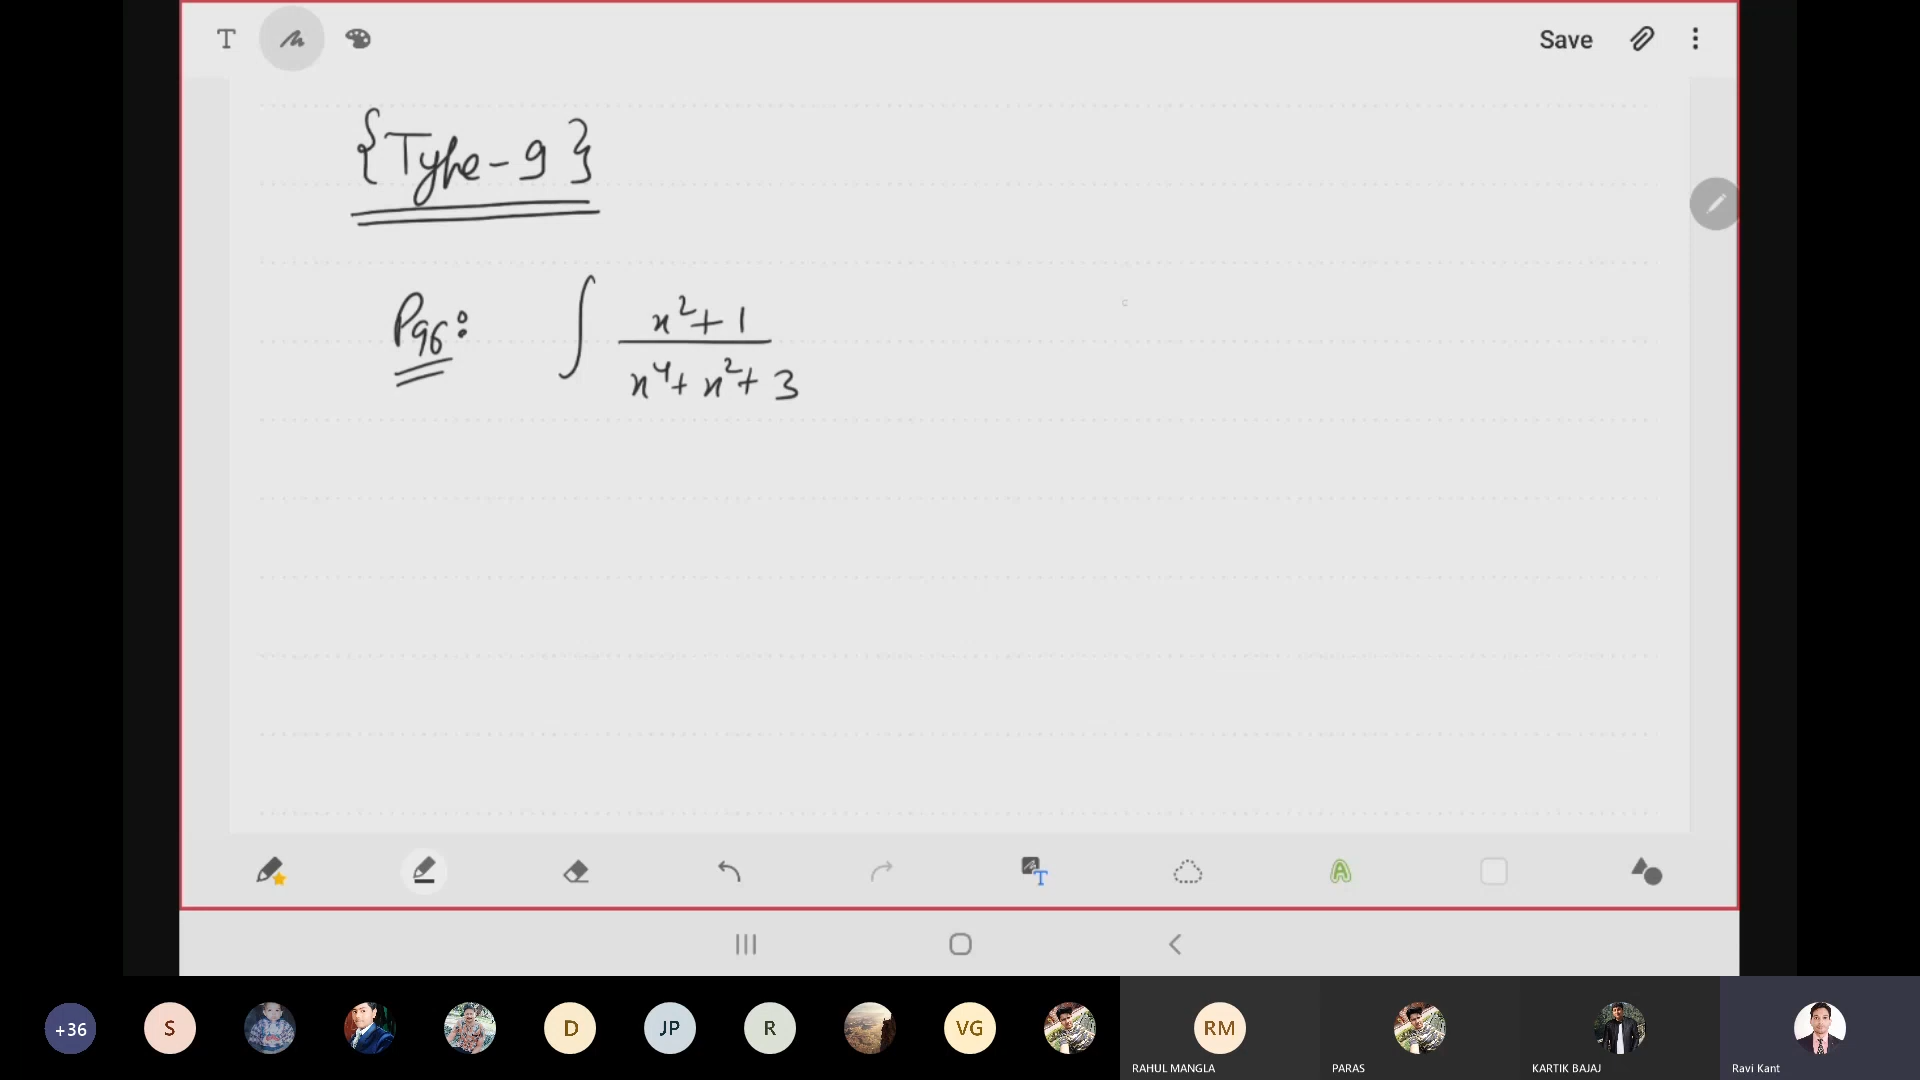 T Save
{Type-9}
P96: ∫ x²+1 / x⁴+x²+3
T A
+36 S D JP R VG RM
RAHUL MANGLA PARAS KARTIK BAJAJ Ravi Kant